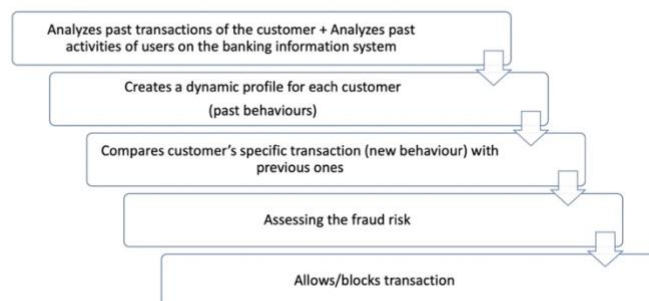 Analyzes past transactions of the customer + Analyzes past
activities of users on the banking information system
Creates a dynamic profile for each customer
(past behaviours)
Compares customer's specific transaction (new behaviour) with
previous ones
Assessing the fraud risk
Allows/blocks transaction